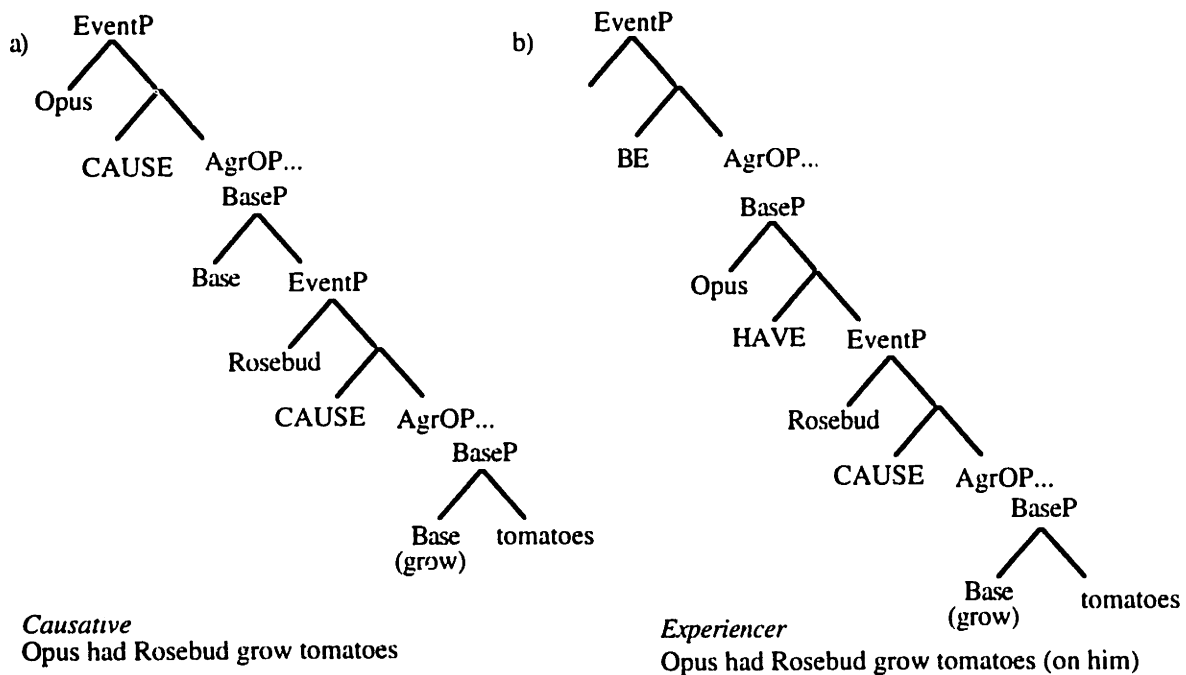 a)
EventP
Opus
CAUSE
AgrOP...
BaseP
Base
EventP
Rosebud
CAUSE
AgrOP...
BaseP
Base
(grow)
tomatoes
Causative
Opus had Rosebud grow tomatoes
b)
EventP
BE
AgrOP...
BaseP
Opus
HAVE
EventP
Rosebud
CAUSE
AgrOP...
BaseP
Base
(grow)
tomatoes
Experiencer
Opus had Rosebud grow tomatoes (on him)